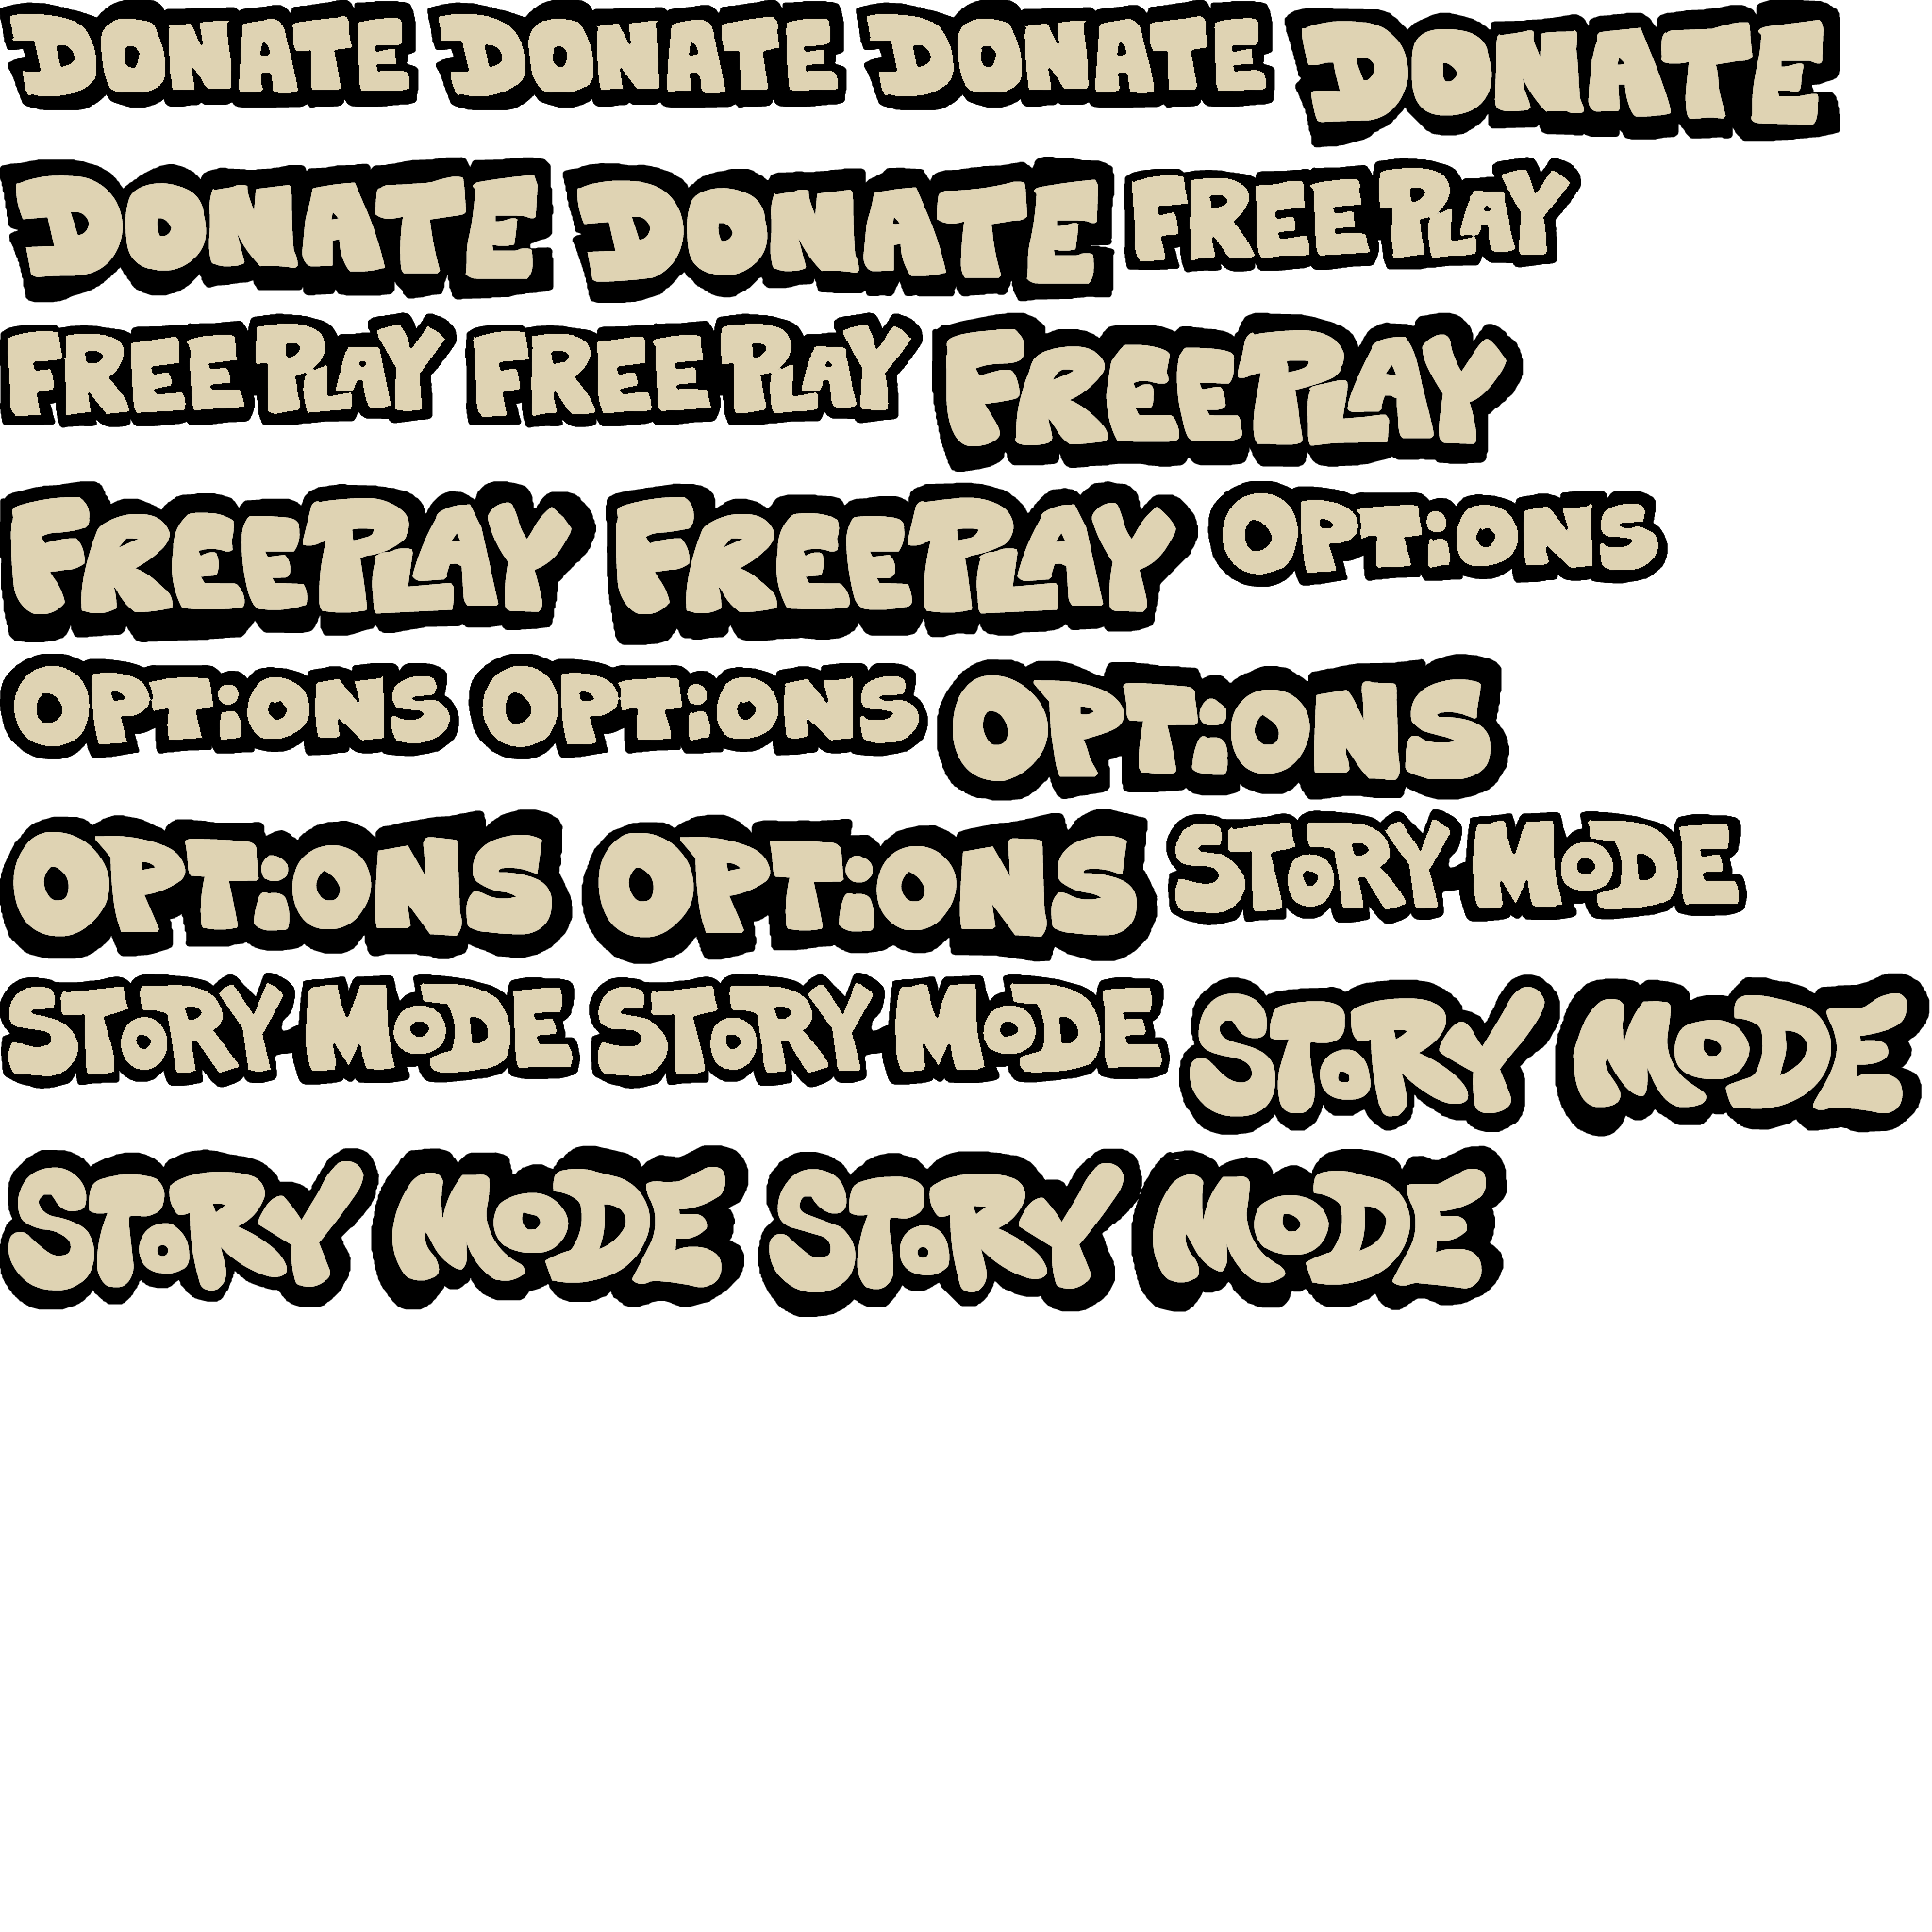 DONATE DONATE DONATE DONATE
DONATE DONATE FREEPLAY
FREEPLAY FREEPLAY FREEPLAY
FREEPLAY FREEPLAY OPTiONS
OPTiONS OPTiONS OPTiONS
OPTiONS OPTiONS SToRY MoDE
SToRY MoDE SToRY MoDE SToRY MoDE
SToRY MoDE SToRY MoDE